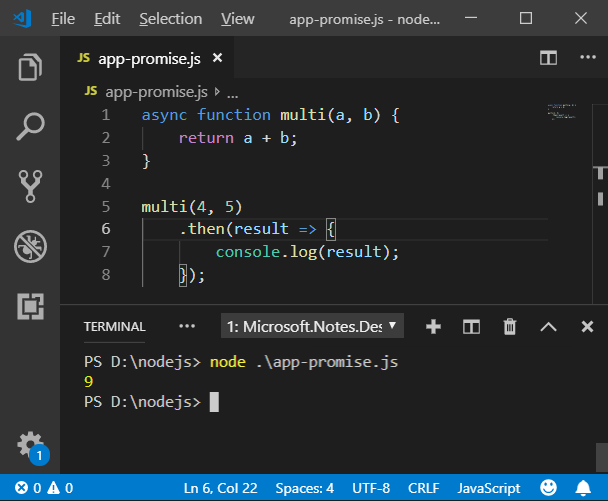 File Edit Selection View app-promise.js - node...
JS app-promise.js ×
JS app-promise.js > ...
1 async function multi(a, b) {
2     return a + b;
3 }
4
5 multi(4, 5)
6     .then(result => {
7         console.log(result);
8     });
TERMINAL ... 1: Microsoft.Notes.Des
PS D:\nodejs> node .\app-promise.js
9
PS D:\nodejs>
1
0 0 Ln 6, Col 22 Spaces: 4 UTF-8 CRLF JavaScript